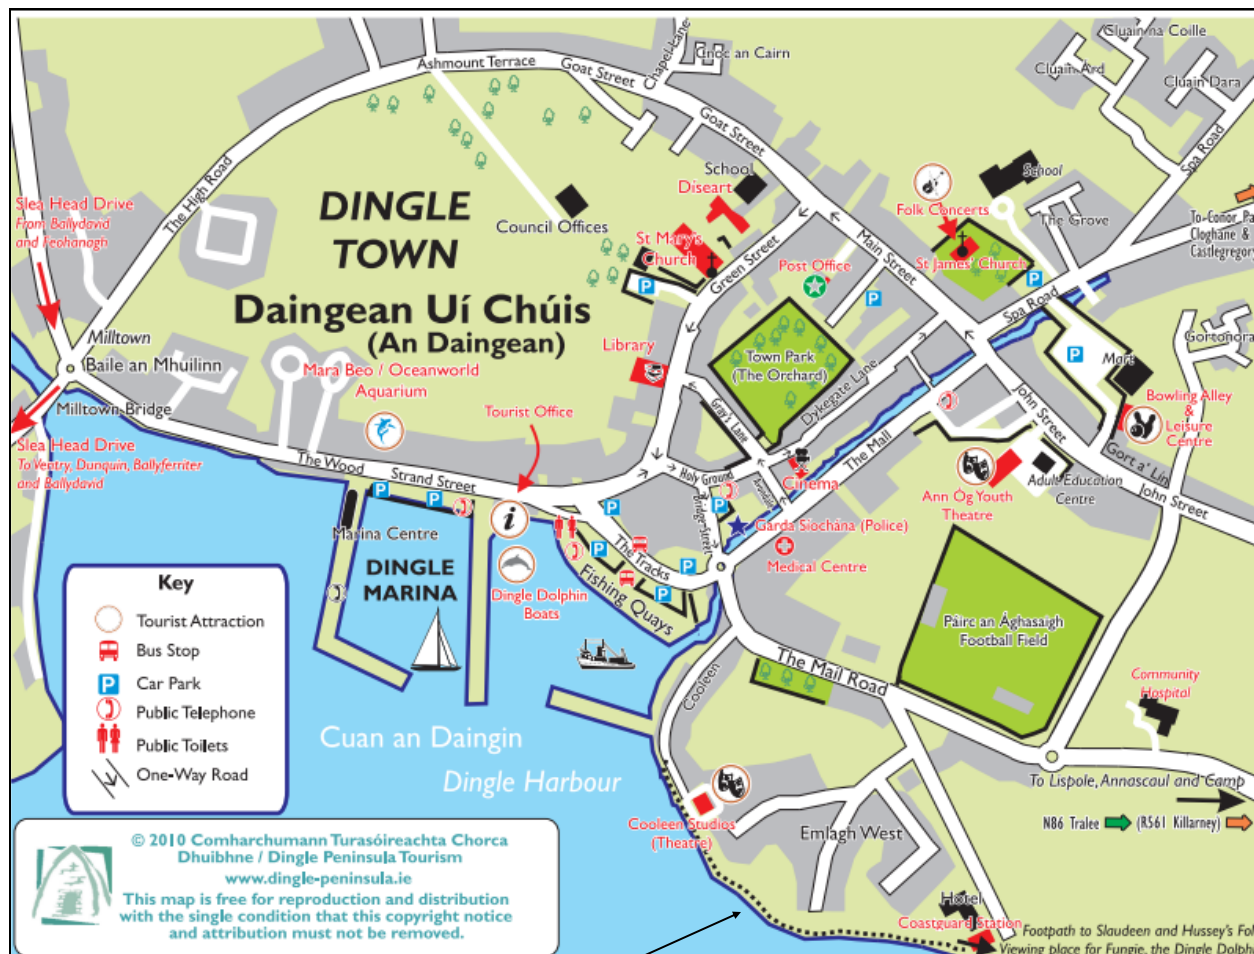 Cnoc an Cairn
Chapel Lane
Cluain na Coille
Cluain Ard
Cluain Dara
Ashmount Terrace
Goat Street
Goat Street
Spa Road
School
School
Diseart
Folk Concerts
The Grove
The High Road
Slea Head Drive
From Ballydavid
and Feohanagh
DINGLE
TOWN
Council Offices
St Mary's
Church
Green Street
Main Street
Post Office
St James' Church
To Conor Pa
Cloghane &
Castlegregory
Daingean Uí Chúis
(An Daingean)
Spa Road
Milltown
Baile an Mhuilinn
Library
Town Park
(The Orchard)
Dykegate Lane
Mart
Gortonora
Mara Beo / Oceanworld
Aquarium
Milltown Bridge
Tourist Office
Gray's Lane
John Street
Bowling Alley
&
Leisure
Centre
Slea Head Drive
To Ventry, Dunquin, Ballyferriter
and Ballydavid
The Wood
Strand Street
Holy Ground
Avondale
Cinema
The Mall
Gort a' Lin
Adult Education
Centre
Ann Óg Youth
Theatre
John Street
Marina Centre
Bridge Street
Garda Síochána (Police)
Medical Centre
The Tracks
Fishing Quays
DINGLE
MARINA
Dingle Dolphin
Boats
Key
Tourist Attraction
Bus Stop
P Car Park
Public Telephone
Public Toilets
One-Way Road
Páirc an Ághasaigh
Football Field
Cooleen
The Mail Road
Community
Hospital
Cuan an Daingin
Dingle Harbour
To Lispole, Annascaul and Camp
N86 Tralee
(R561 Killarney)
Cooleen Studios
(Theatre)
Emlagh West
© 2010 Comharchumann Turasóireachta Chorca
Dhuibhne / Dingle Peninsula Tourism
www.dingle-peninsula.ie
This map is free for reproduction and distribution
with the single condition that this copyright notice
and attribution must not be removed.
Hotel
Coastguard Station
Footpath to Slaudeen and Hussey's Fol
Viewing place for Fungie, the Dingle Dolph